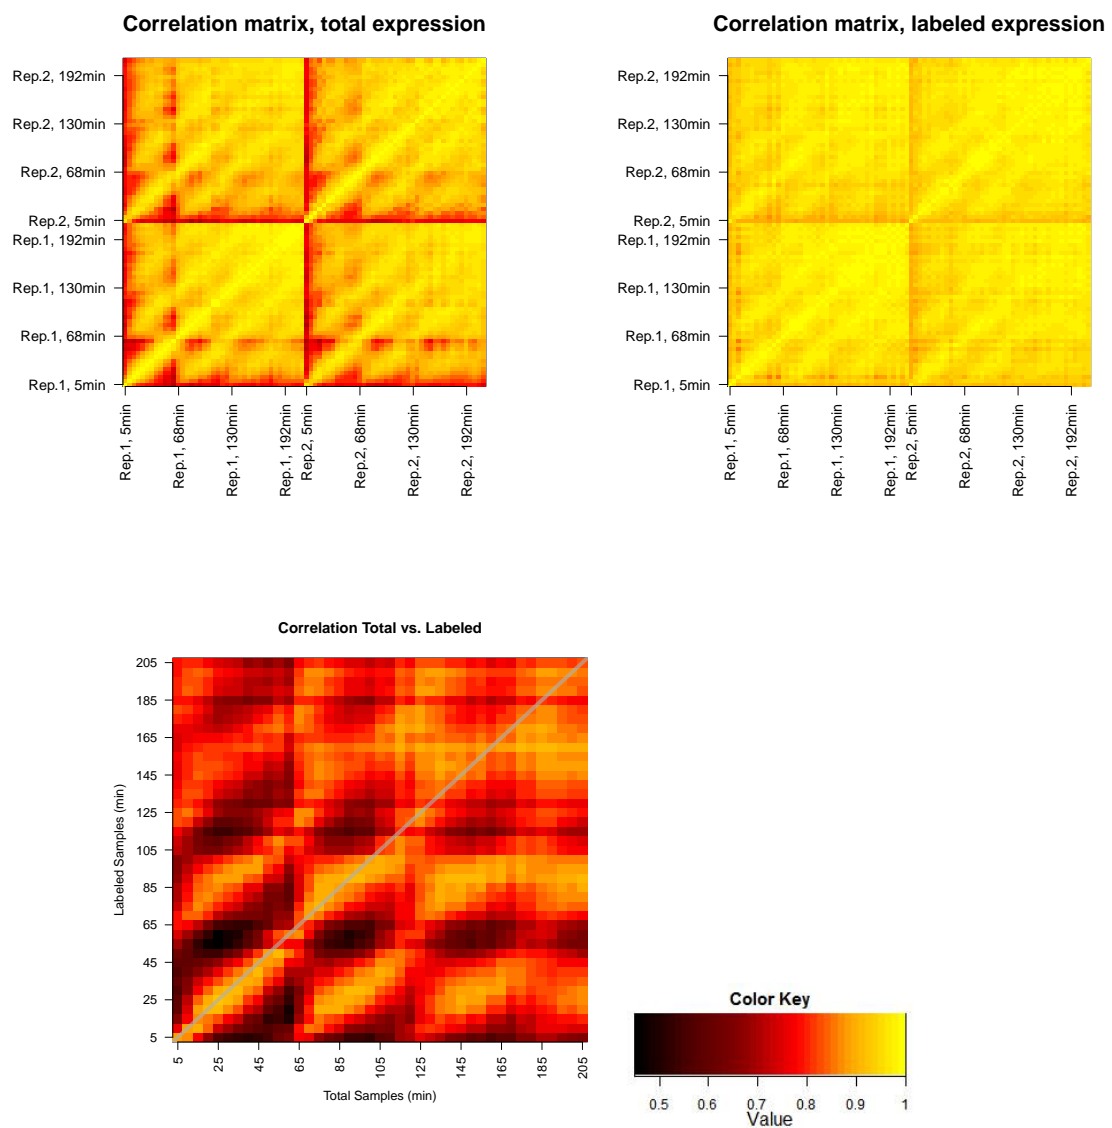 Correlation matrix, total expression
Rep.2, 192min
Rep.2, 130min
Rep.2, 68min
Rep.2, 5min
Rep.1, 192min
Rep.1, 130min
Rep.1, 68min
Rep.1, 5min
Rep.1, 5min
Rep.1, 68min
Rep.1, 130min
Rep.1, 192min
Rep.2, 5min
Rep.2, 68min
Rep.2, 130min
Rep.2, 192min
Correlation matrix, labeled expression
Rep.2, 192min
Rep.2, 130min
Rep.2, 68min
Rep.2, 5min
Rep.1, 192min
Rep.1, 130min
Rep.1, 68min
Rep.1, 5min
Rep.1, 5min
Rep.1, 68min
Rep.1, 130min
Rep.1, 192min
Rep.2, 5min
Rep.2, 68min
Rep.2, 130min
Rep.2, 192min
Correlation Total vs. Labeled
Labeled Samples (min)
205
185
165
145
125
105
85
65
45
25
5
5
25
45
65
85
105
125
145
165
185
205
Total Samples (min)
Color Key
0.5 0.6 0.7 0.8 0.9 1
Value